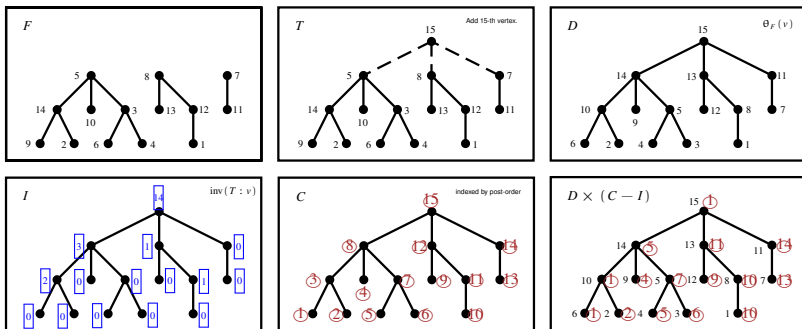 F
5 8 7
14 10 3 13 12 11
9 2 6 4 1
T
Add 15-th vertex.
15
5 8 7
14 10 3 13 12 11
9 2 6 4 1
D
Θ_F(v)
15
14 13 11
10 9 5 12 8 7
6 2 4 3 1
I
inv(T : v)
14
3 1 0
2 0 0 0 1 0
0 0 0 0 0
C
indexed by post-order
15
8 12 14
3 4 7 9 11 13
1 2 5 6 10
D × (C − I)
15 1
14 5 13 11 11 14
10 1 9 4 5 7 12 9 8 10 7 13
6 1 2 2 4 5 3 6 1 10